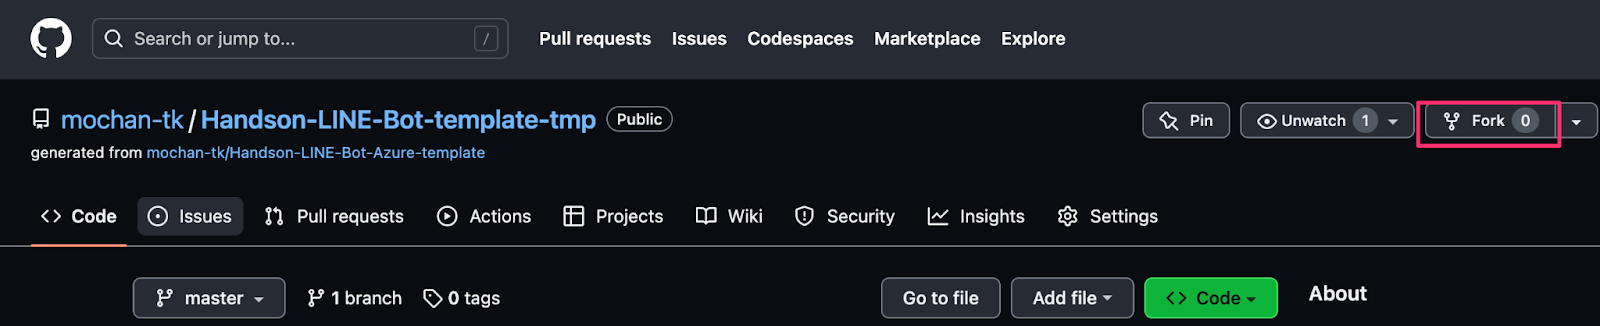 Search or jump to... / Pull requests Issues Codespaces Marketplace Explore
mochan-tk / Handson-LINE-Bot-template-tmp Public Pin Unwatch 1 Fork 0
generated from mochan-tk/Handson-LINE-Bot-Azure-template
Code Issues Pull requests Actions Projects Wiki Security Insights Settings
master 1 branch 0 tags Go to file Add file Code About